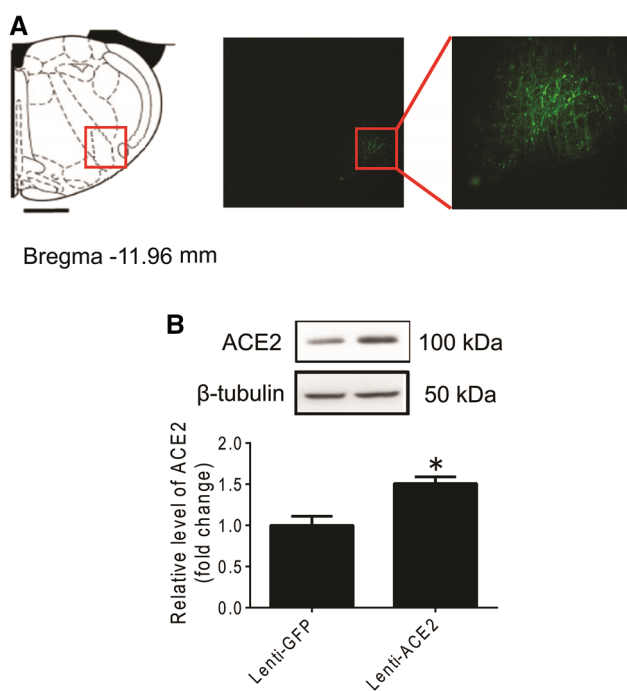 A
Bregma -11.96 mm
B
ACE2 100 kDa
β-tubulin 50 kDa
Relative level of ACE2
(fold change)
2.0
1.5
1.0
0.5
0.0
*
Lenti-GFP
Lenti-ACE2